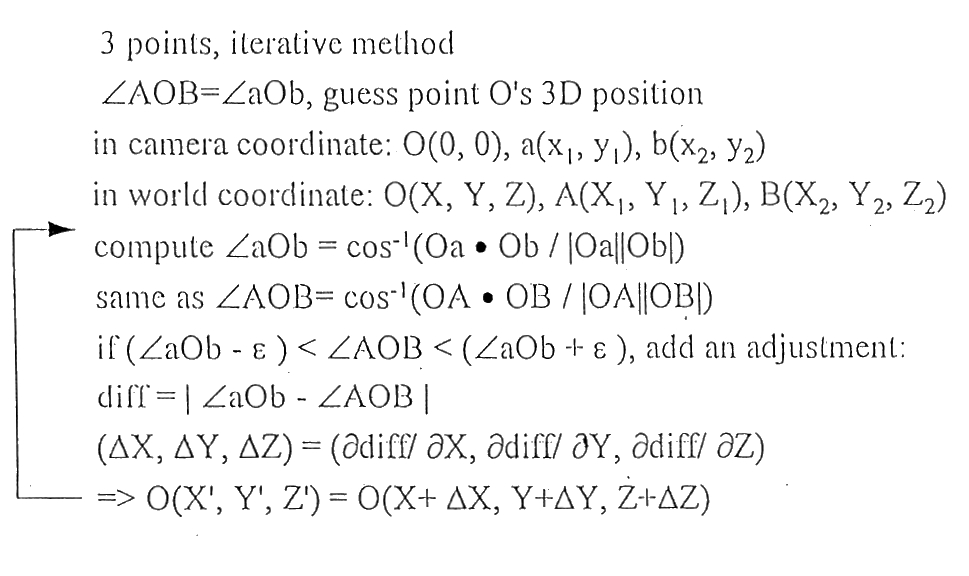 3 points, iterative method
∠AOB=∠aOb, guess point O's 3D position
in camera coordinate: O(0, 0), a(x₁, y₁), b(x₂, y₂)
in world coordinate: O(X, Y, Z), A(X₁, Y₁, Z₁), B(X₂, Y₂, Z₂)
compute ∠aOb = cos⁻¹(Oa • Ob / |Oa||Ob|)
same as ∠AOB= cos⁻¹(OA • OB / |OA||OB|)
if (∠aOb - ε ) < ∠AOB < (∠aOb + ε ), add an adjustment:
diff = | ∠aOb - ∠AOB |
(ΔX, ΔY, ΔZ) = (∂diff/ ∂X, ∂diff/ ∂Y, ∂diff/ ∂Z)
=> O(X', Y', Z') = O(X+ ΔX, Y+ΔY, Z+ΔZ)